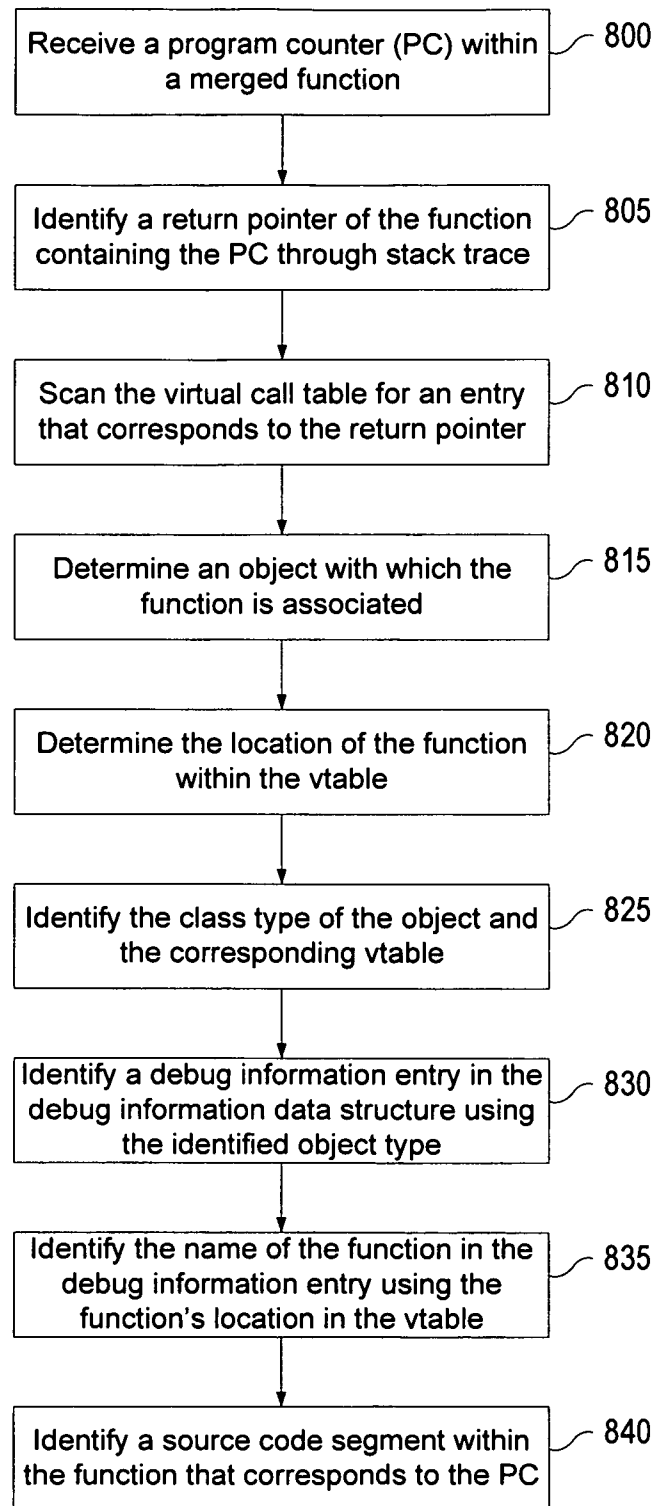 Receive a program counter (PC) within
a merged function
800
Identify a return pointer of the function
containing the PC through stack trace
805
Scan the virtual call table for an entry
that corresponds to the return pointer
810
Determine an object with which the
function is associated
815
Determine the location of the function
within the vtable
820
Identify the class type of the object and
the corresponding vtable
825
Identify a debug information entry in the
debug information data structure using
the identified object type
830
Identify the name of the function in the
debug information entry using the
function's location in the vtable
835
Identify a source code segment within
the function that corresponds to the PC
840